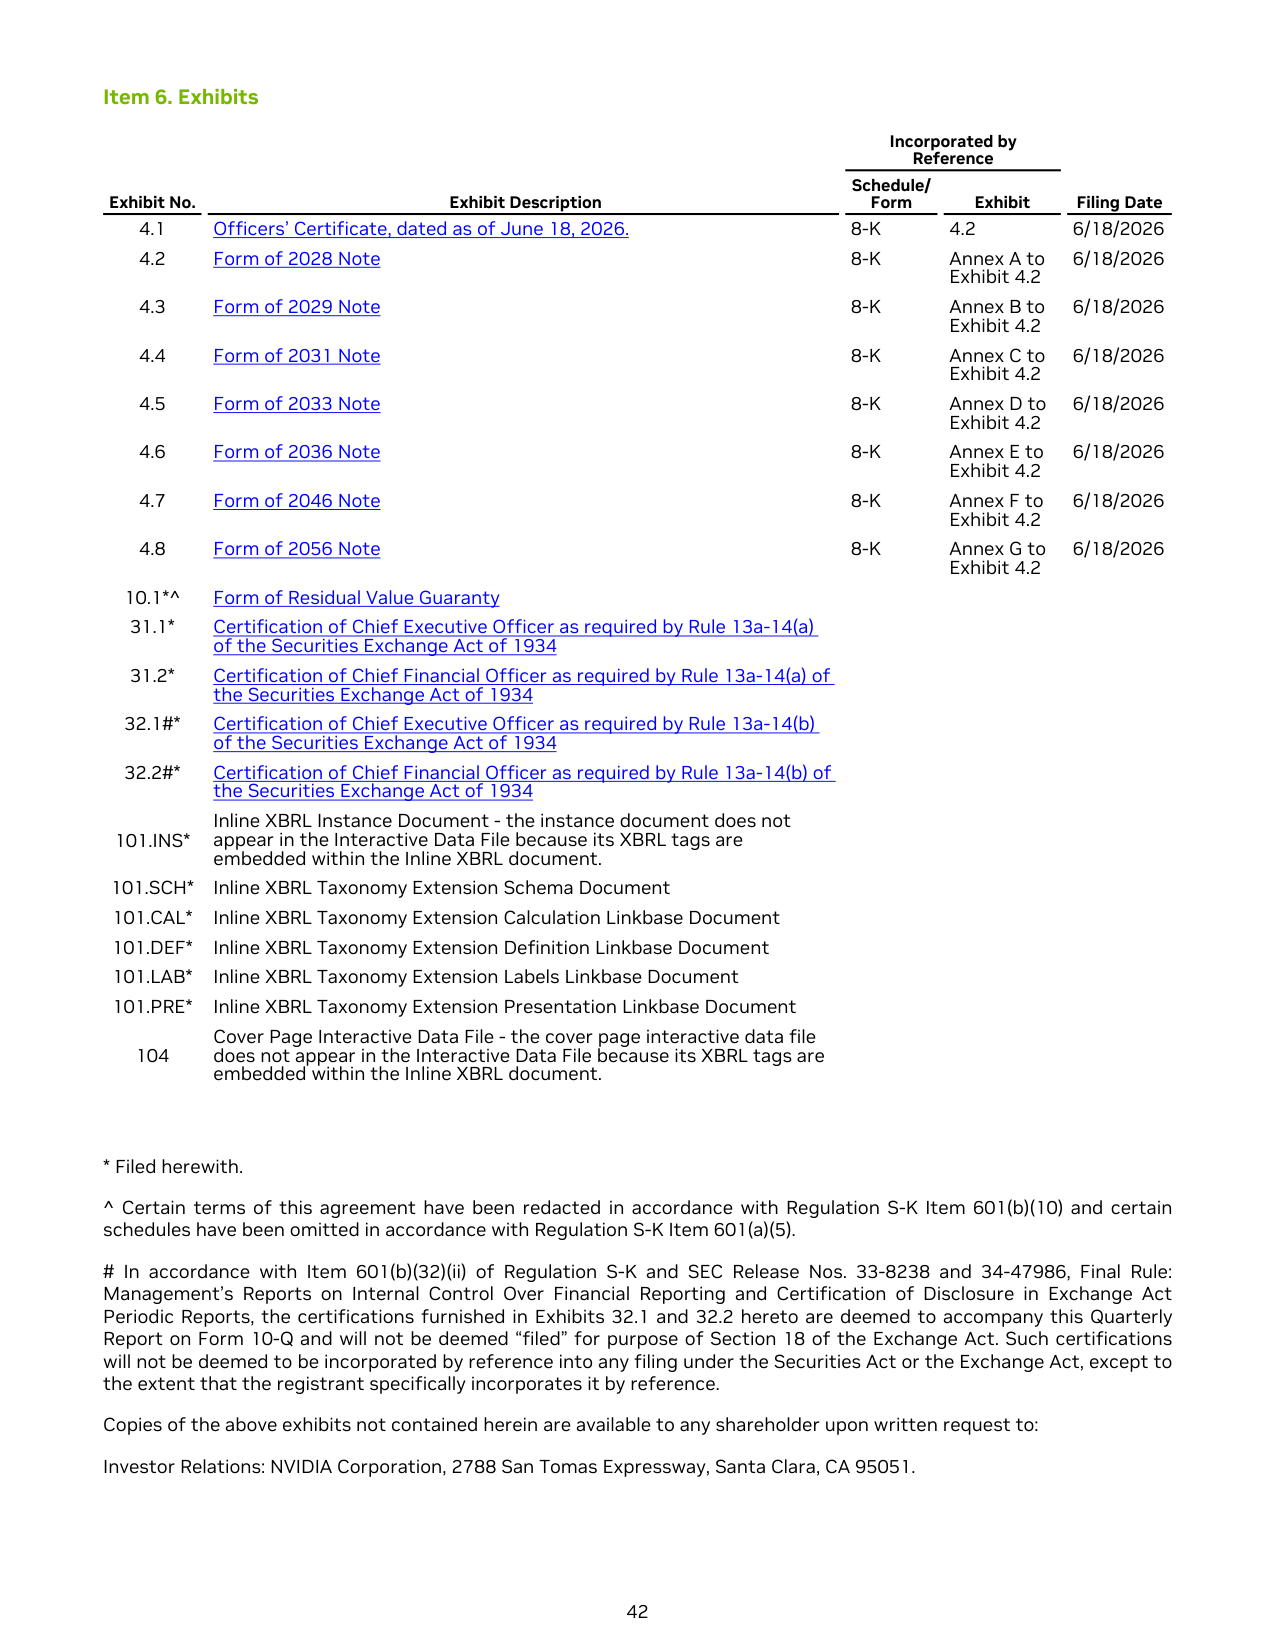 Item 6. Exhibits
Incorporated by
Reference
Exhibit No. Exhibit Description Schedule/
Form Exhibit Filing Date
4.1 Officers’ Certificate, dated as of June 18, 2026. 8-K 4.2 6/18/2026
4.2 Form of 2028 Note 8-K Annex A to
Exhibit 4.2 6/18/2026
4.3 Form of 2029 Note 8-K Annex B to
Exhibit 4.2 6/18/2026
4.4 Form of 2031 Note 8-K Annex C to
Exhibit 4.2 6/18/2026
4.5 Form of 2033 Note 8-K Annex D to
Exhibit 4.2 6/18/2026
4.6 Form of 2036 Note 8-K Annex E to
Exhibit 4.2 6/18/2026
4.7 Form of 2046 Note 8-K Annex F to
Exhibit 4.2 6/18/2026
4.8 Form of 2056 Note 8-K Annex G to
Exhibit 4.2 6/18/2026
10.1*^ Form of Residual Value Guaranty
31.1* Certification of Chief Executive Officer as required by Rule 13a-14(a)
of the Securities Exchange Act of 1934
31.2* Certification of Chief Financial Officer as required by Rule 13a-14(a) of
the Securities Exchange Act of 1934
32.1#* Certification of Chief Executive Officer as required by Rule 13a-14(b)
of the Securities Exchange Act of 1934
32.2#* Certification of Chief Financial Officer as required by Rule 13a-14(b) of
the Securities Exchange Act of 1934
101.INS* Inline XBRL Instance Document - the instance document does not
appear in the Interactive Data File because its XBRL tags are
embedded within the Inline XBRL document.
101.SCH* Inline XBRL Taxonomy Extension Schema Document
101.CAL* Inline XBRL Taxonomy Extension Calculation Linkbase Document
101.DEF* Inline XBRL Taxonomy Extension Definition Linkbase Document
101.LAB* Inline XBRL Taxonomy Extension Labels Linkbase Document
101.PRE* Inline XBRL Taxonomy Extension Presentation Linkbase Document
104 Cover Page Interactive Data File - the cover page interactive data file
does not appear in the Interactive Data File because its XBRL tags are
embedded within the Inline XBRL document.
* Filed herewith.
^ Certain terms of this agreement have been redacted in accordance with Regulation S-K Item 601(b)(10) and certain
schedules have been omitted in accordance with Regulation S-K Item 601(a)(5).
# In accordance with Item 601(b)(32)(ii) of Regulation S-K and SEC Release Nos. 33-8238 and 34-47986, Final Rule:
Management’s Reports on Internal Control Over Financial Reporting and Certification of Disclosure in Exchange Act
Periodic Reports, the certifications furnished in Exhibits 32.1 and 32.2 hereto are deemed to accompany this Quarterly
Report on Form 10-Q and will not be deemed “filed” for purpose of Section 18 of the Exchange Act. Such certifications
will not be deemed to be incorporated by reference into any filing under the Securities Act or the Exchange Act, except to
the extent that the registrant specifically incorporates it by reference.
Copies of the above exhibits not contained herein are available to any shareholder upon written request to:
Investor Relations: NVIDIA Corporation, 2788 San Tomas Expressway, Santa Clara, CA 95051.
42